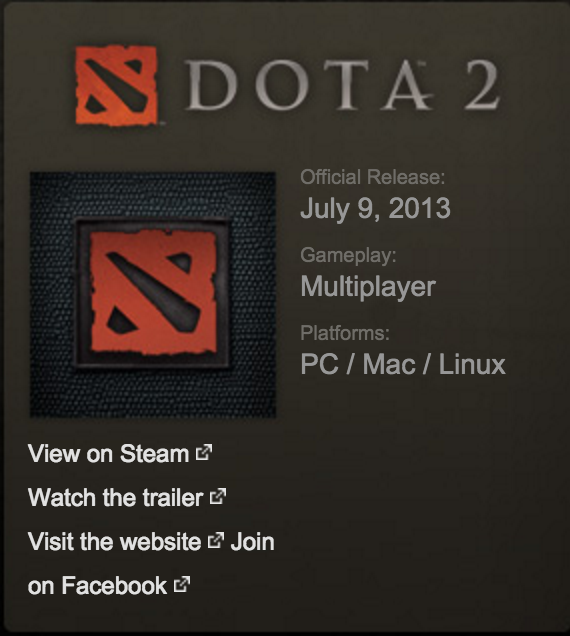 DOTA™ 2
Official Release:
July 9, 2013
Gameplay:
Multiplayer
Platforms:
PC / Mac / Linux
View on Steam
Watch the trailer
Visit the website Join
on Facebook